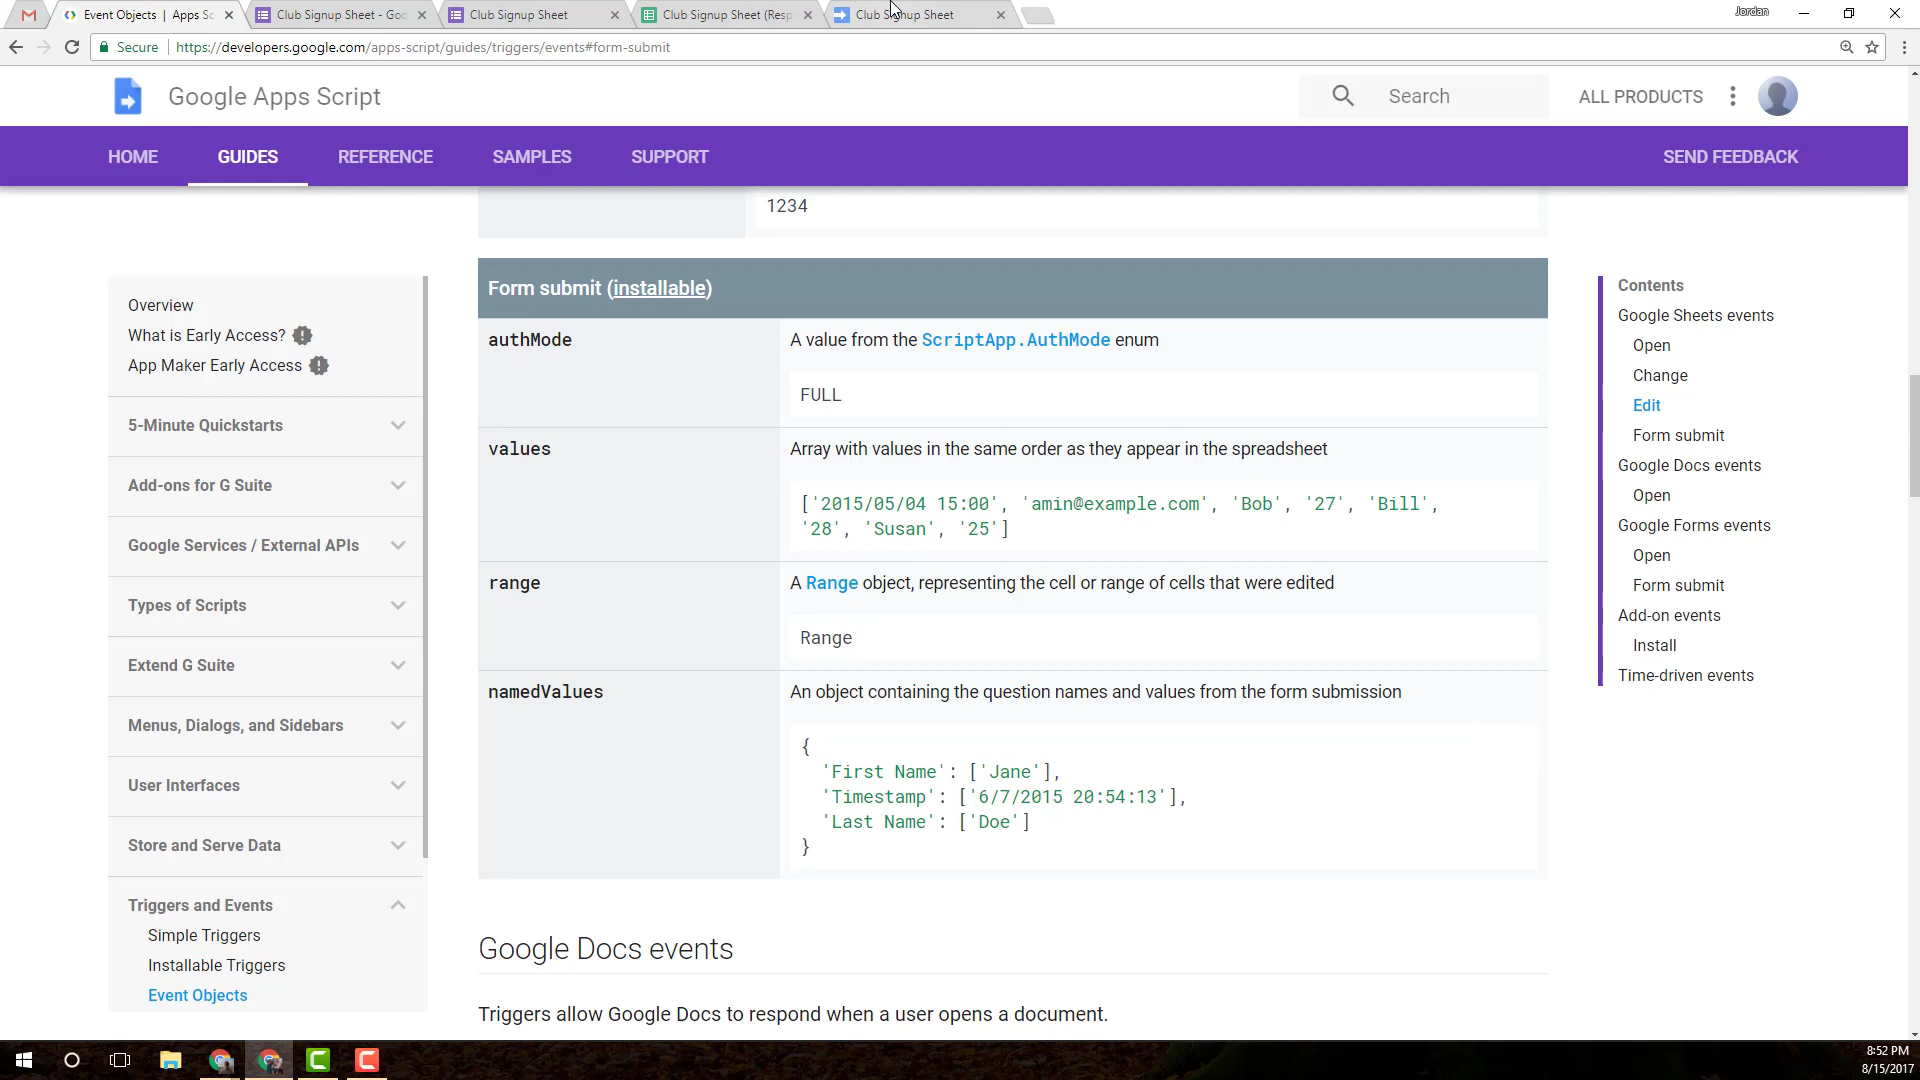 Event Objects | Apps Sc
Club Signup Sheet - Goo
Club Signup Sheet
Club Signup Sheet (Resp
Club Signup Sheet
Jordan
Secure
https://developers.google.com/apps-script/guides/triggers/events#form-submit
Google Apps Script
Search
ALL PRODUCTS
HOME
GUIDES
REFERENCE
SAMPLES
SUPPORT
SEND FEEDBACK
1234
Form submit (installable)
authMode
A value from the ScriptApp.AuthMode enum
FULL
values
Array with values in the same order as they appear in the spreadsheet
['2015/05/04 15:00', 'amin@example.com', 'Bob', '27', 'Bill',
'28', 'Susan', '25']
range
A Range object, representing the cell or range of cells that were edited
Range
namedValues
An object containing the question names and values from the form submission
{
'First Name': ['Jane'],
'Timestamp': ['6/7/2015 20:54:13'],
'Last Name': ['Doe']
}
Google Docs events
Triggers allow Google Docs to respond when a user opens a document.
Overview
What is Early Access?
App Maker Early Access
5-Minute Quickstarts
Add-ons for G Suite
Google Services / External APIs
Types of Scripts
Extend G Suite
Menus, Dialogs, and Sidebars
User Interfaces
Store and Serve Data
Triggers and Events
Simple Triggers
Installable Triggers
Event Objects
Contents
Google Sheets events
Open
Change
Edit
Form submit
Google Docs events
Open
Google Forms events
Open
Form submit
Add-on events
Install
Time-driven events
8:52 PM
8/15/2017